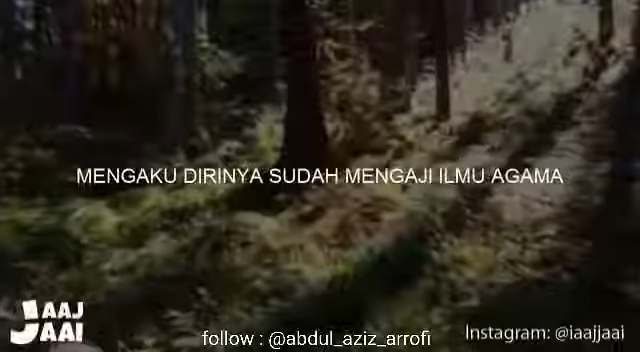 MENGAKU DIRINYA SUDAH MENGAJI ILMU AGAMA
JAAJ
JAAI
follow : @abdul_aziz_arrofi
Instagram: @iaajjaai